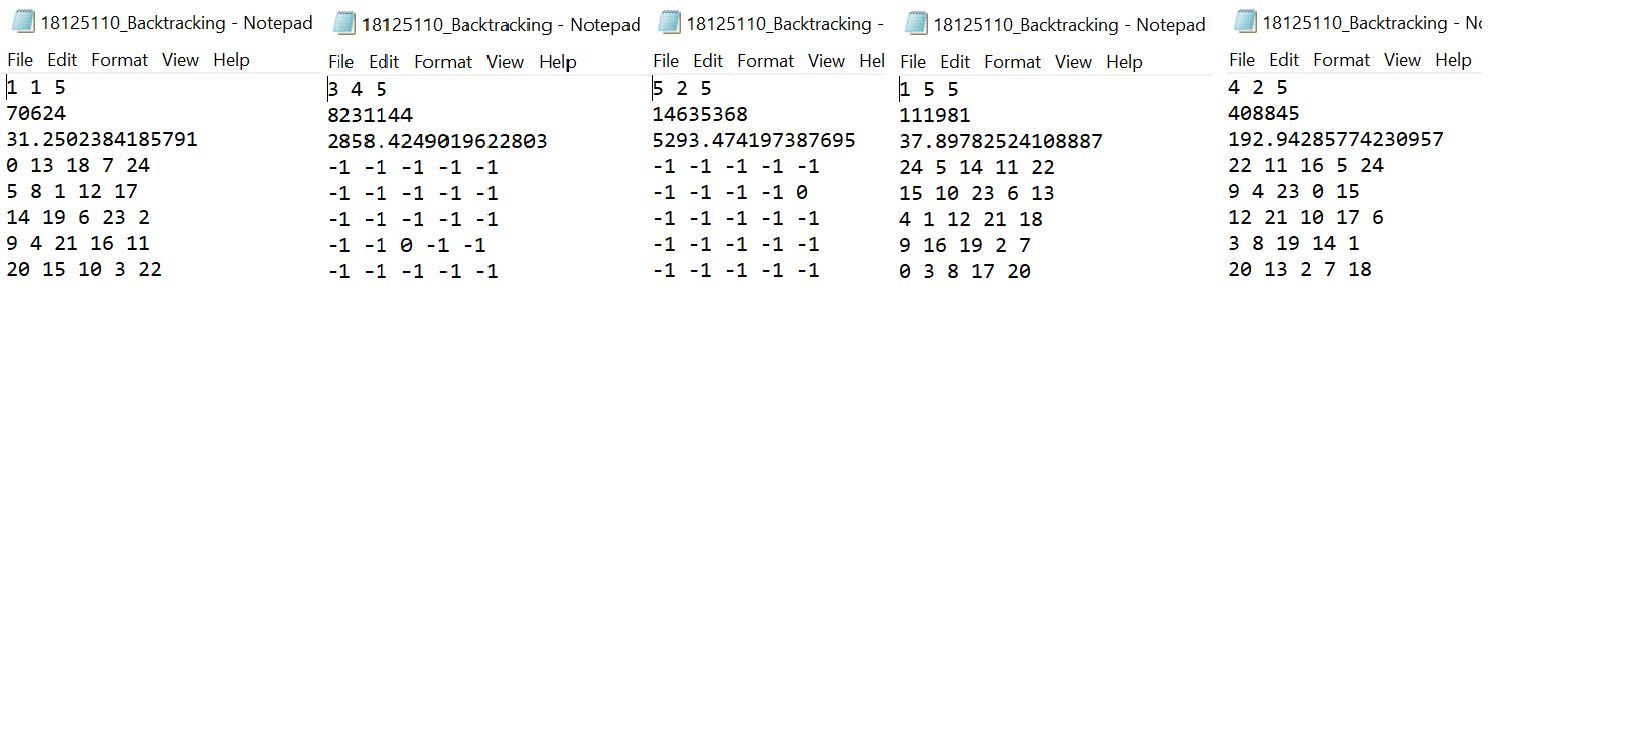 18125110_Backtracking - Notepad
File Edit Format View Help
1 1 5
70624
31.2502384185791
0 13 18 7 24
5 8 1 12 17
14 19 6 23 2
9 4 21 16 11
20 15 10 3 22
18125110_Backtracking - Notepad
File Edit Format View Help
3 4 5
8231144
2858.4249019622803
-1 -1 -1 -1 -1
-1 -1 -1 -1 -1
-1 -1 -1 -1 -1
-1 -1 0 -1 -1
-1 -1 -1 -1 -1
18125110_Backtracking -
File Edit Format View Hel
5 2 5
14635368
5293.474197387695
-1 -1 -1 -1 -1
-1 -1 -1 -1 0
-1 -1 -1 -1 -1
-1 -1 -1 -1 -1
-1 -1 -1 -1 -1
18125110_Backtracking - Notepad
File Edit Format View Help
1 5 5
111981
37.89782524108887
24 5 14 11 22
15 10 23 6 13
4 1 12 21 18
9 16 19 2 7
0 3 8 17 20
18125110_Backtracking - No
File Edit Format View Help
4 2 5
408845
192.94285774230957
22 11 16 5 24
9 4 23 0 15
12 21 10 17 6
3 8 19 14 1
20 13 2 7 18